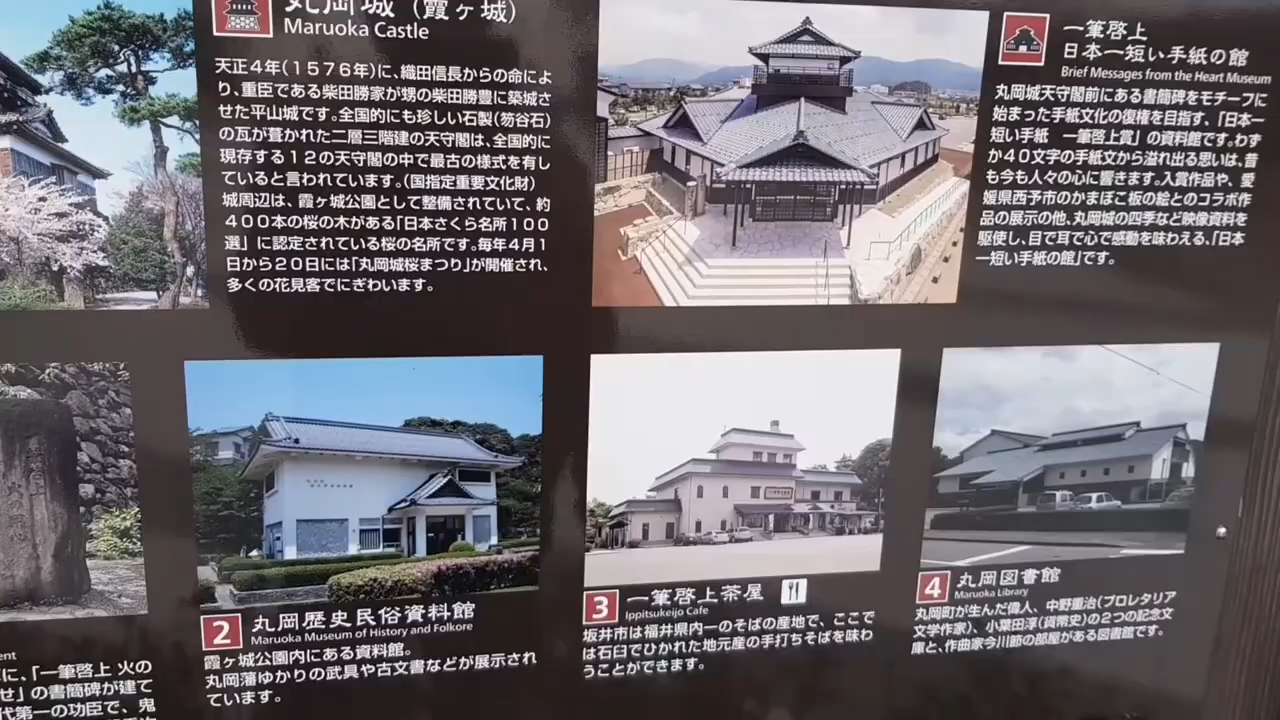 丸岡城(霞ヶ城)
Maruoka Castle
天正4年(1576年)に、織田信長からの命によ
り、重臣である柴田勝家が甥の柴田勝豊に築城さ
せた平山城です。全国的にも珍しい石製(笏谷石)
の瓦が葺かれた二層三階建の天守閣は、全国的に
現存する12の天守閣の中で最古の様式を有し
ていると言われています。(国指定重要文化財)
城周辺は、霞ヶ城公園として整備されていて、約
400本の桜の木がある「日本さくら名所100
選」に認定されている桜の名所です。毎年4月1
日から20日には「丸岡城桜まつり」が開催され、
多くの花見客でにぎわいます。
一筆啓上
日本一短い手紙の館
Brief Messages from the Heart Museum
丸岡城天守閣前にある書簡碑をモチーフに
始まった手紙文化の復権を目指す、「日本一
短い手紙 一筆啓上賞」の資料館です。わず
か40文字の手紙文から溢れ出る思いは、昔
も今も人々の心に響きます。入賞作品や、愛
媛県西予市のかまぼこ板の絵とのコラボ作
品の展示の他、丸岡城の四季など映像資料を
駆使し、目で耳で心で感動を味わえる、「日本
一短い手紙の館」です。
ent
に、「一筆啓上 火の
せ」の書簡碑が建て
代第一の功臣で、鬼
2 丸岡歴史民俗資料館
Maruoka Museum of History and Folkore
霞ヶ城公園内にある資料館。
丸岡藩ゆかりの武具や古文書などが展示され
ています。
3 一筆啓上茶屋
Ippitsukeijo Cafe
坂井市は福井県内一のそばの産地で、ここで
は石臼でひかれた地元産の手打ちそばを味わ
うことができます。
4 丸岡図書館
Maruoka Library
丸岡町が生んだ偉人、中野重治(プロレタリア
文学作家)、小葉田淳(貨幣史)の2つの記念文
庫と、作曲家今川節の部屋がある図書館です。